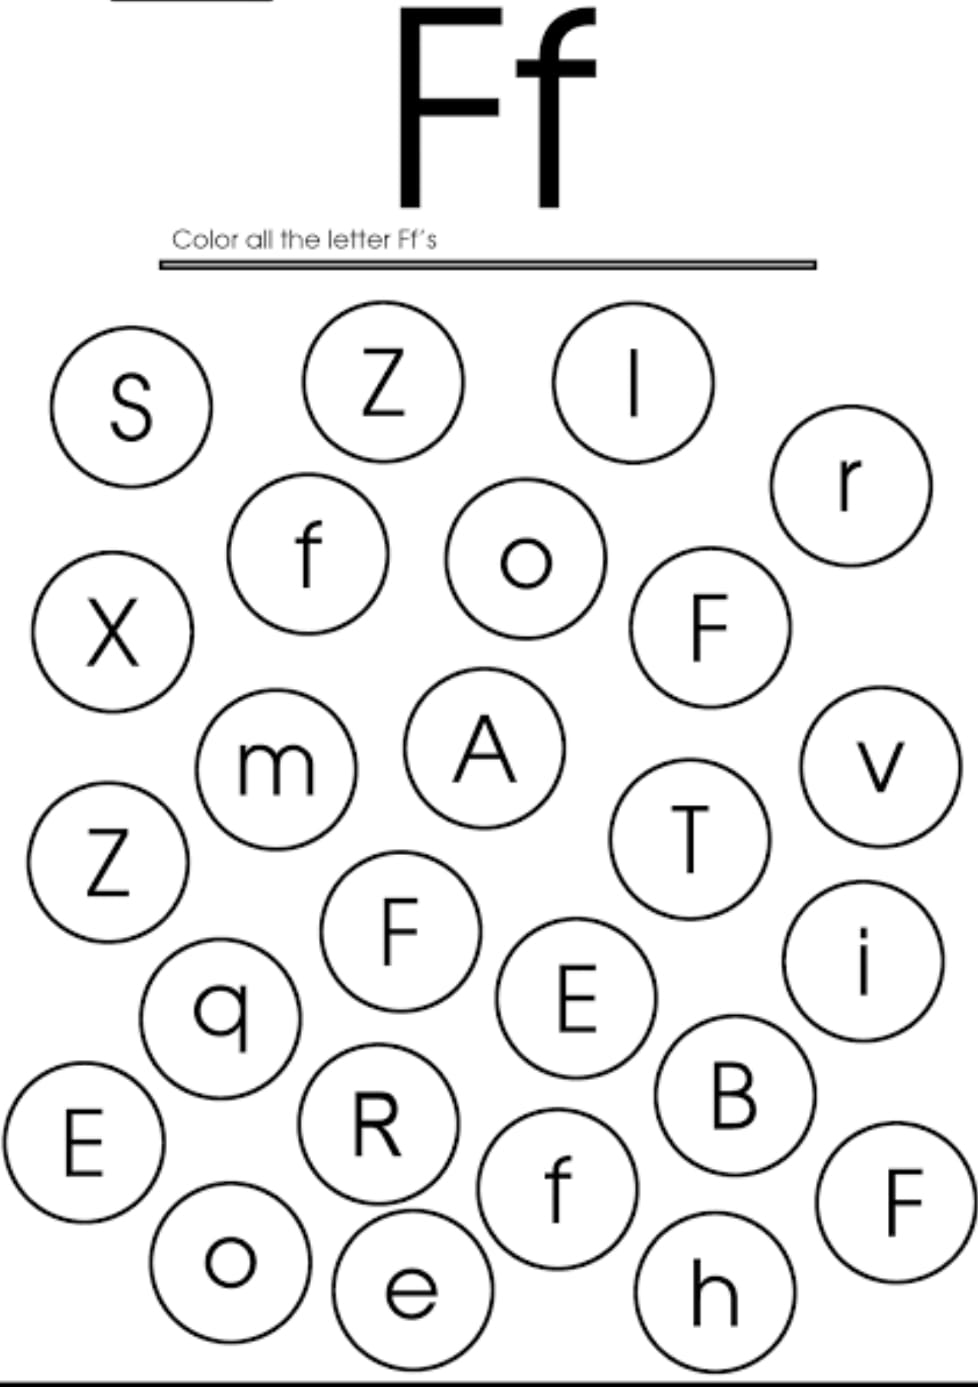 Ff
Color all the letter Ff's
S Z l
r
f o
X F
m A v
Z T
F i
q E
E R B
f F
o e h